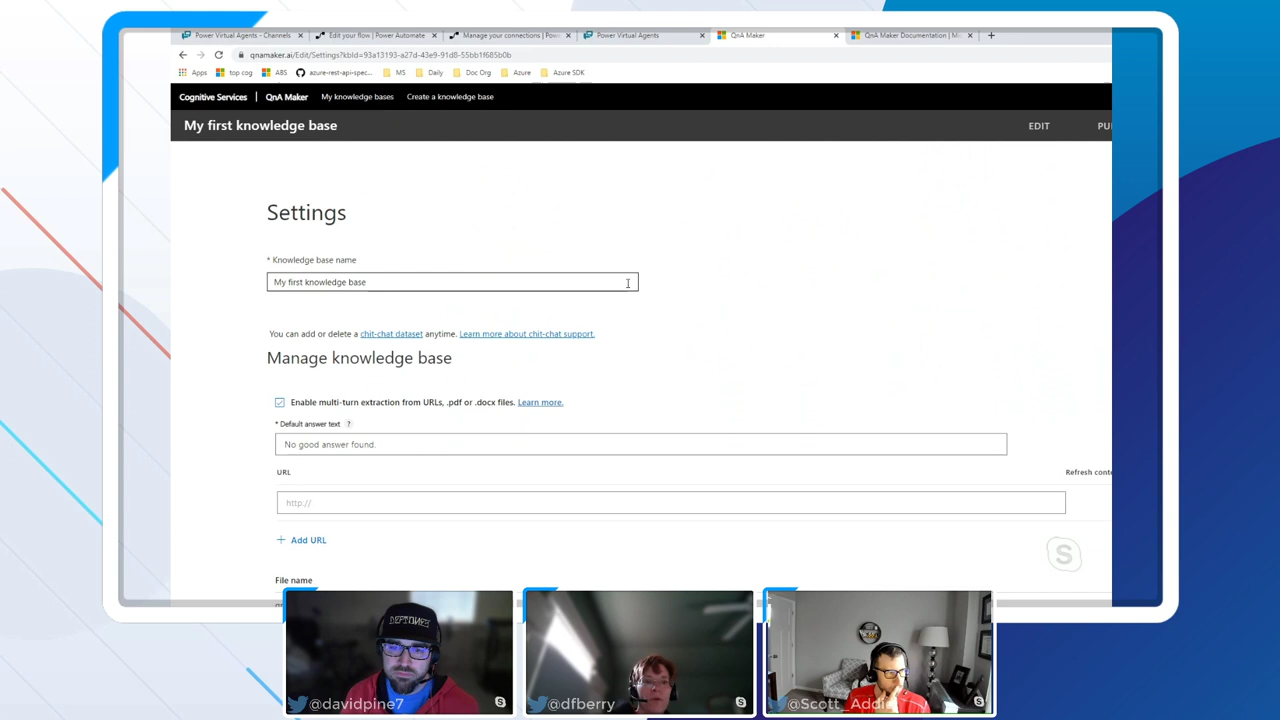 Power Virtual Agents - Channels
Edit your flow | Power Automate
Manage your connections | Pow
Power Virtual Agents
QnA Maker
QnA Maker Documentation | Mi
qnamaker.ai/Edit/Settings?kbId=93a13193-a27d-43e9-91d8-55bb1f685b0b
Apps top cog ABS azure-rest-api-spec... MS Daily Doc Org Azure Azure SDK
Cognitive Services | QnA Maker My knowledge bases Create a knowledge base
My first knowledge base EDIT PU
Settings
* Knowledge base name
My first knowledge base
You can add or delete a chit-chat dataset anytime. Learn more about chit-chat support.
Manage knowledge base
Enable multi-turn extraction from URLs, .pdf or .docx files. Learn more.
* Default answer text ?
No good answer found.
URL Refresh conte
http://
+ Add URL
File name
DEFTONES
@davidpine7
@dfberry
@Scott_Addie